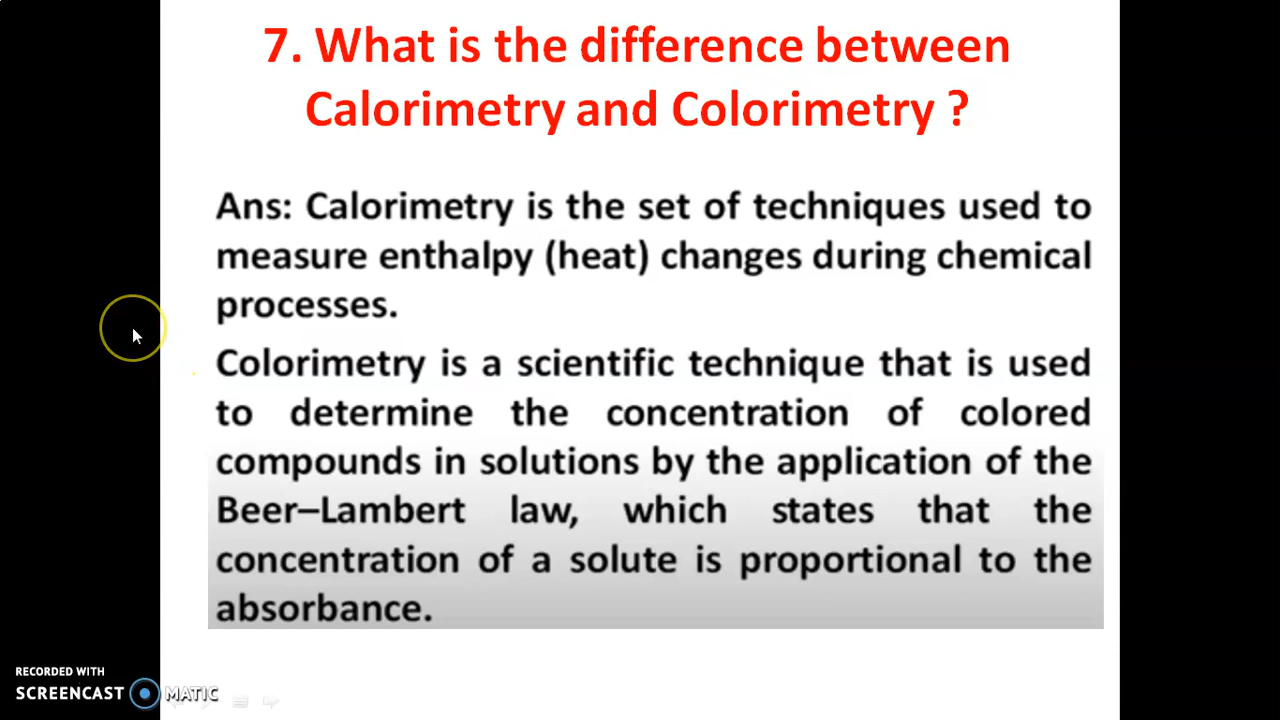 7. What is the difference between
Calorimetry and Colorimetry ?
Ans: Calorimetry is the set of techniques used to
measure enthalpy (heat) changes during chemical
processes.
Colorimetry is a scientific technique that is used
to determine the concentration of colored
compounds in solutions by the application of the
Beer–Lambert law, which states that the
concentration of a solute is proportional to the
absorbance.
RECORDED WITH
SCREENCAST MATIC